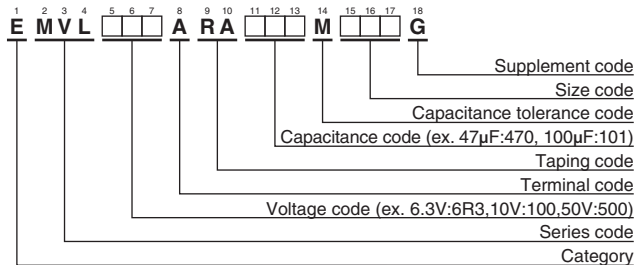 1 2 3 4 5 6 7 8 9 10 11 12 13 14 15 16 17 18
E M V L A R A M G
Supplement code
Size code
Capacitance tolerance code
Capacitance code (ex. 47µF:470, 100µF:101)
Taping code
Terminal code
Voltage code (ex. 6.3V:6R3,10V:100,50V:500)
Series code
Category